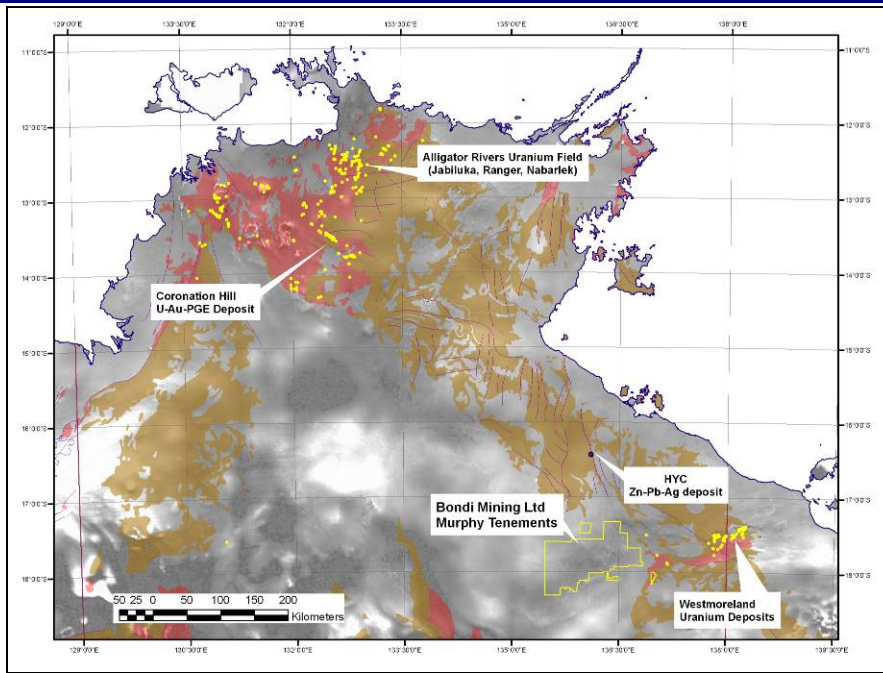 129°0'0"E 130°30'0"E 132°0'0"E 133°30'0"E 135°0'0"E 136°30'0"E 138°0'0"E
11°0'0"S 11°0'0"S
12°0'0"S 12°0'0"S
Alligator Rivers Uranium Field
(Jabiluka, Ranger, Nabarlek)
13°0'0"S 13°0'0"S
14°0'0"S 14°0'0"S
Coronation Hill
U-Au-PGE Deposit
15°0'0"S 15°0'0"S
16°0'0"S 16°0'0"S
HYC
Zn-Pb-Ag deposit
17°0'0"S 17°0'0"S
Bondi Mining Ltd
Murphy Tenements
18°0'0"S 18°0'0"S
50 25 0 50 100 150 200
Kilometers
Westmoreland
Uranium Deposits
129°0'0"E 130°30'0"E 132°0'0"E 133°30'0"E 135°0'0"E 136°30'0"E 138°0'0"E 139°30'0"E